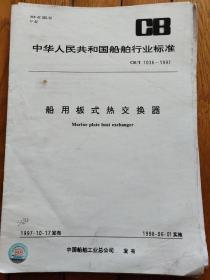 CB
中华人民共和国船舶行业标准
CB/T 1036—1997
船用板式热交换器
Marine plate heat exchanger
1997-10-17发布
1998-06-01实施
中国船舶工业总公司 发布